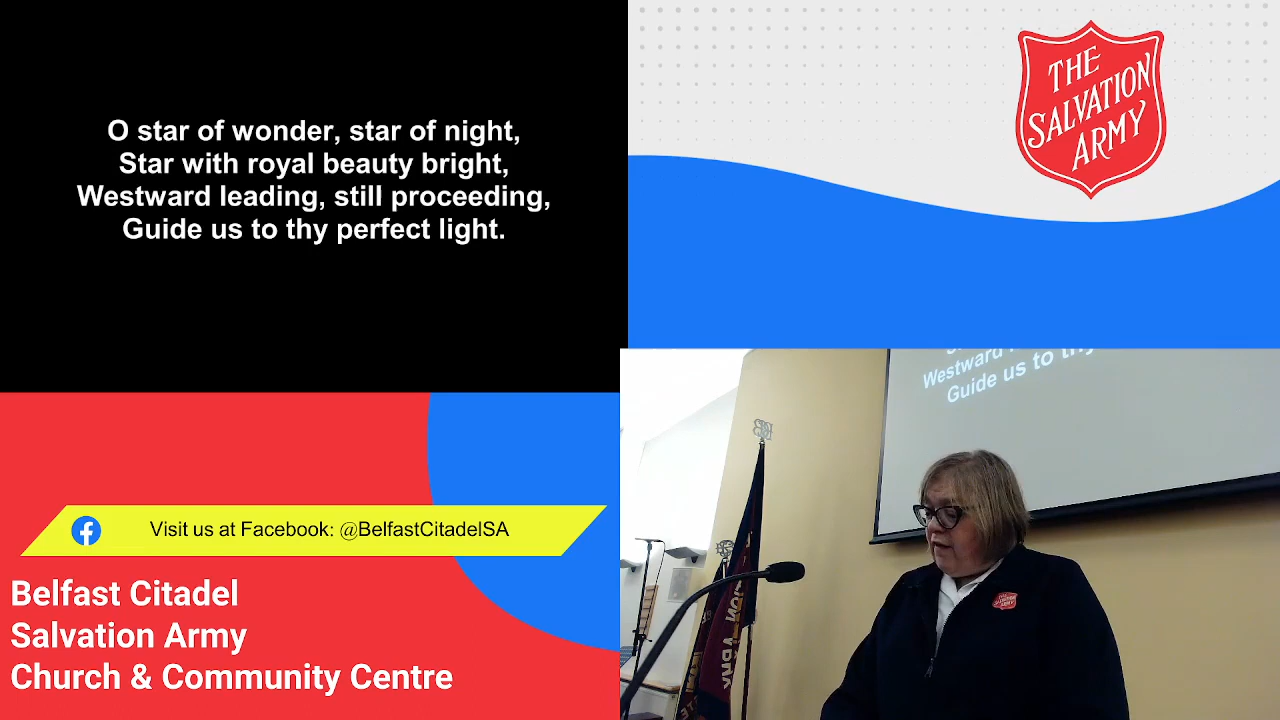 O star of wonder, star of night,
Star with royal beauty bright,
Westward leading, still proceeding,
Guide us to thy perfect light.
THE
SALVATION
ARMY
Westward
Guide us to thy
Visit us at Facebook: @BelfastCitadelSA
Belfast Citadel
Salvation Army
Church & Community Centre